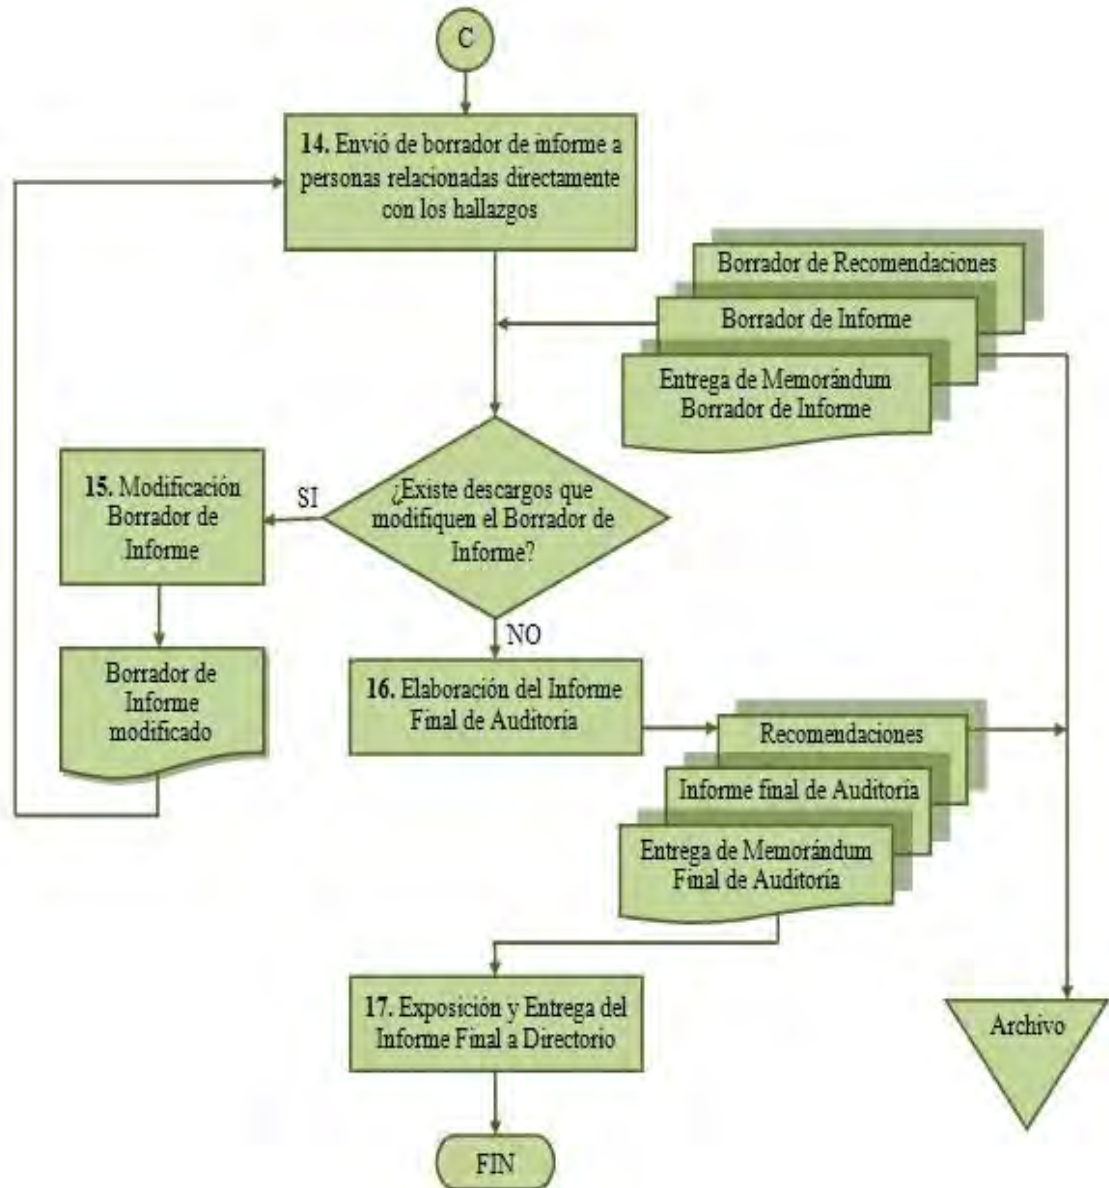 C
14. Envió de borrador de informe a
personas relacionadas directamente
con los hallazgos
Borrador de Recomendaciones
Borrador de Informe
Entrega de Memorándum
Borrador de Informe
¿Existe descargos que
modifiquen el Borrador de
Informe?
SI
15. Modificación
Borrador de
Informe
NO
Borrador de
Informe
modificado
16. Elaboración del Informe
Final de Auditoría
Recomendaciones
Informe final de Auditoría
Entrega de Memorándum
Final de Auditoría
17. Exposición y Entrega del
Informe Final a Directorio
Archivo
FIN